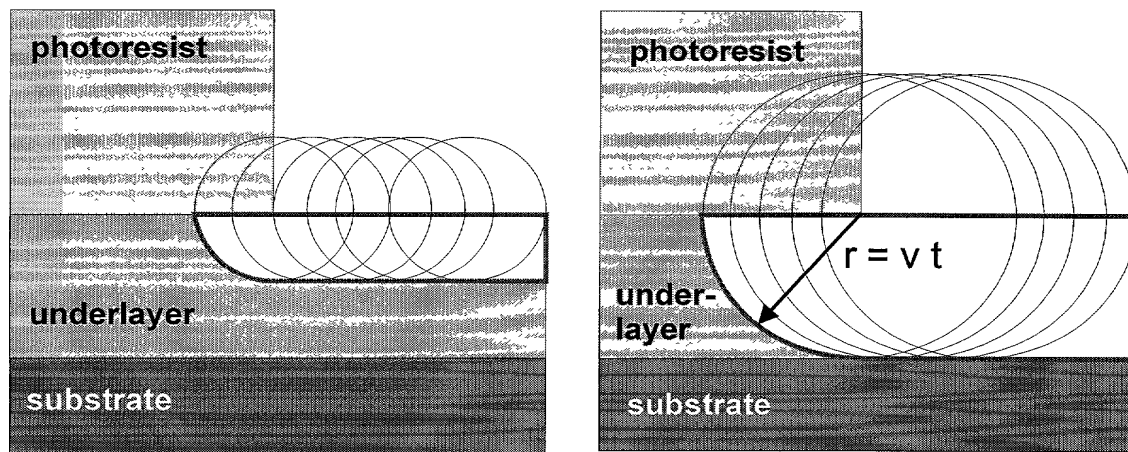 photoresist
underlayer
substrate
photoresist
r = v t
under-
layer
substrate